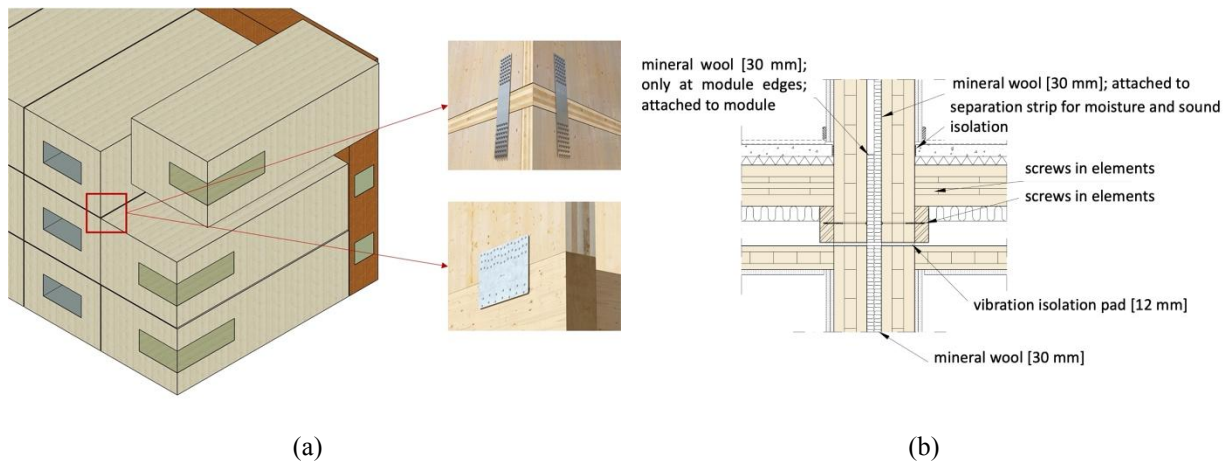 mineral wool [30 mm];
only at module edges;
attached to module
mineral wool [30 mm]; attached to
separation strip for moisture and sound
isolation
screws in elements
screws in elements
vibration isolation pad [12 mm]
mineral wool [30 mm]
(a)
(b)